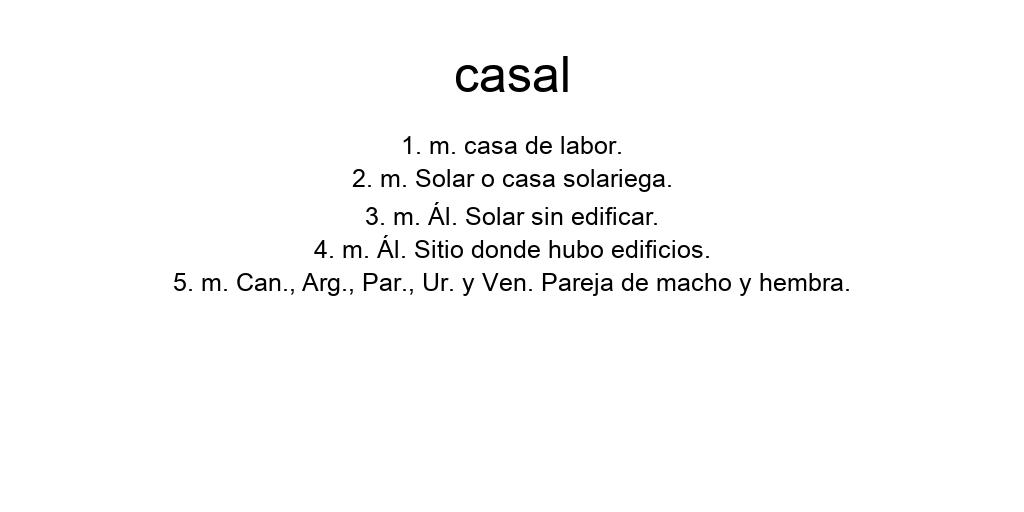 casal
1. m. casa de labor.
2. m. Solar o casa solariega.
3. m. Ál. Solar sin edificar.
4. m. Ál. Sitio donde hubo edificios.
5. m. Can., Arg., Par., Ur. y Ven. Pareja de macho y hembra.